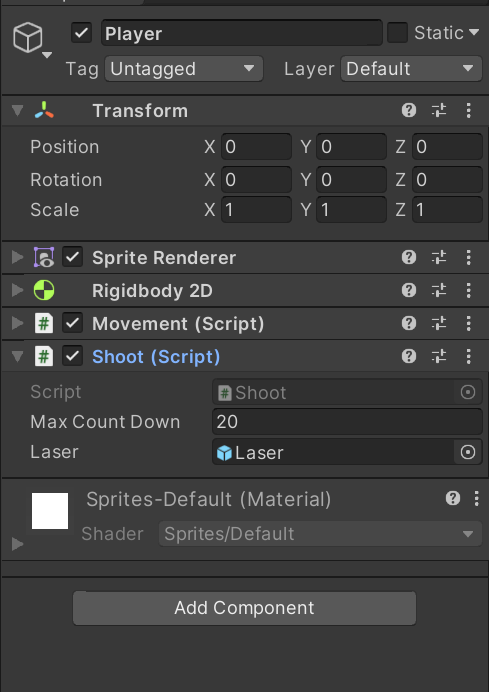 Player Static
Tag Untagged Layer Default
Transform
Position X 0 Y 0 Z 0
Rotation X 0 Y 0 Z 0
Scale X 1 Y 1 Z 1
Sprite Renderer
Rigidbody 2D
# Movement (Script)
# Shoot (Script)
Script # Shoot
Max Count Down 20
Laser Laser
Sprites-Default (Material)
Shader Sprites/Default
Add Component